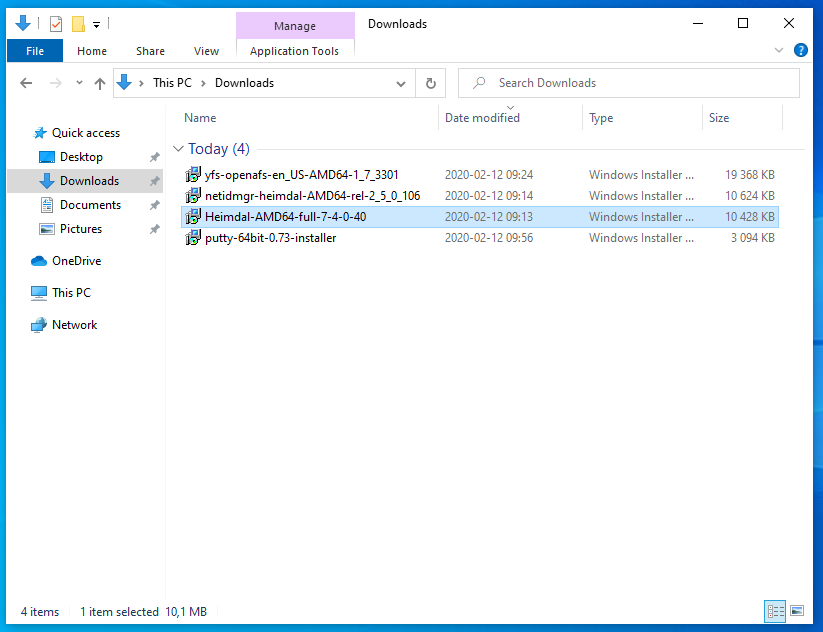 Manage Downloads
File Home Share View Application Tools
This PC Downloads Search Downloads
Name Date modified Type Size
Quick access
Desktop
Downloads
Documents
Pictures
OneDrive
This PC
Network
Today (4)
yfs-openafs-en_US-AMD64-1_7_3301 2020-02-12 09:24 Windows Installer ... 19 368 KB
netidmgr-heimdal-AMD64-rel-2_5_0_106 2020-02-12 09:14 Windows Installer ... 10 624 KB
Heimdal-AMD64-full-7-4-0-40 2020-02-12 09:13 Windows Installer ... 10 428 KB
putty-64bit-0.73-installer 2020-02-12 09:56 Windows Installer ... 3 094 KB
4 items 1 item selected 10,1 MB